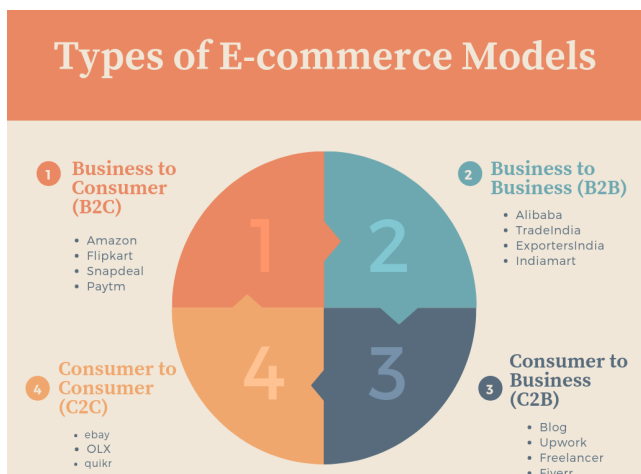 Types of E-commerce Models
1
Business to
Consumer
(B2C)
• Amazon
• Flipkart
• Snapdeal
• Paytm
2
Business to
Business (B2B)
• Alibaba
• TradeIndia
• ExportersIndia
• Indiamart
1
2
4
3
4
Consumer to
Consumer
(C2C)
• ebay
• OLX
• quikr
3
Consumer to
Business
(C2B)
• Blog
• Upwork
• Freelancer
• Fiverr